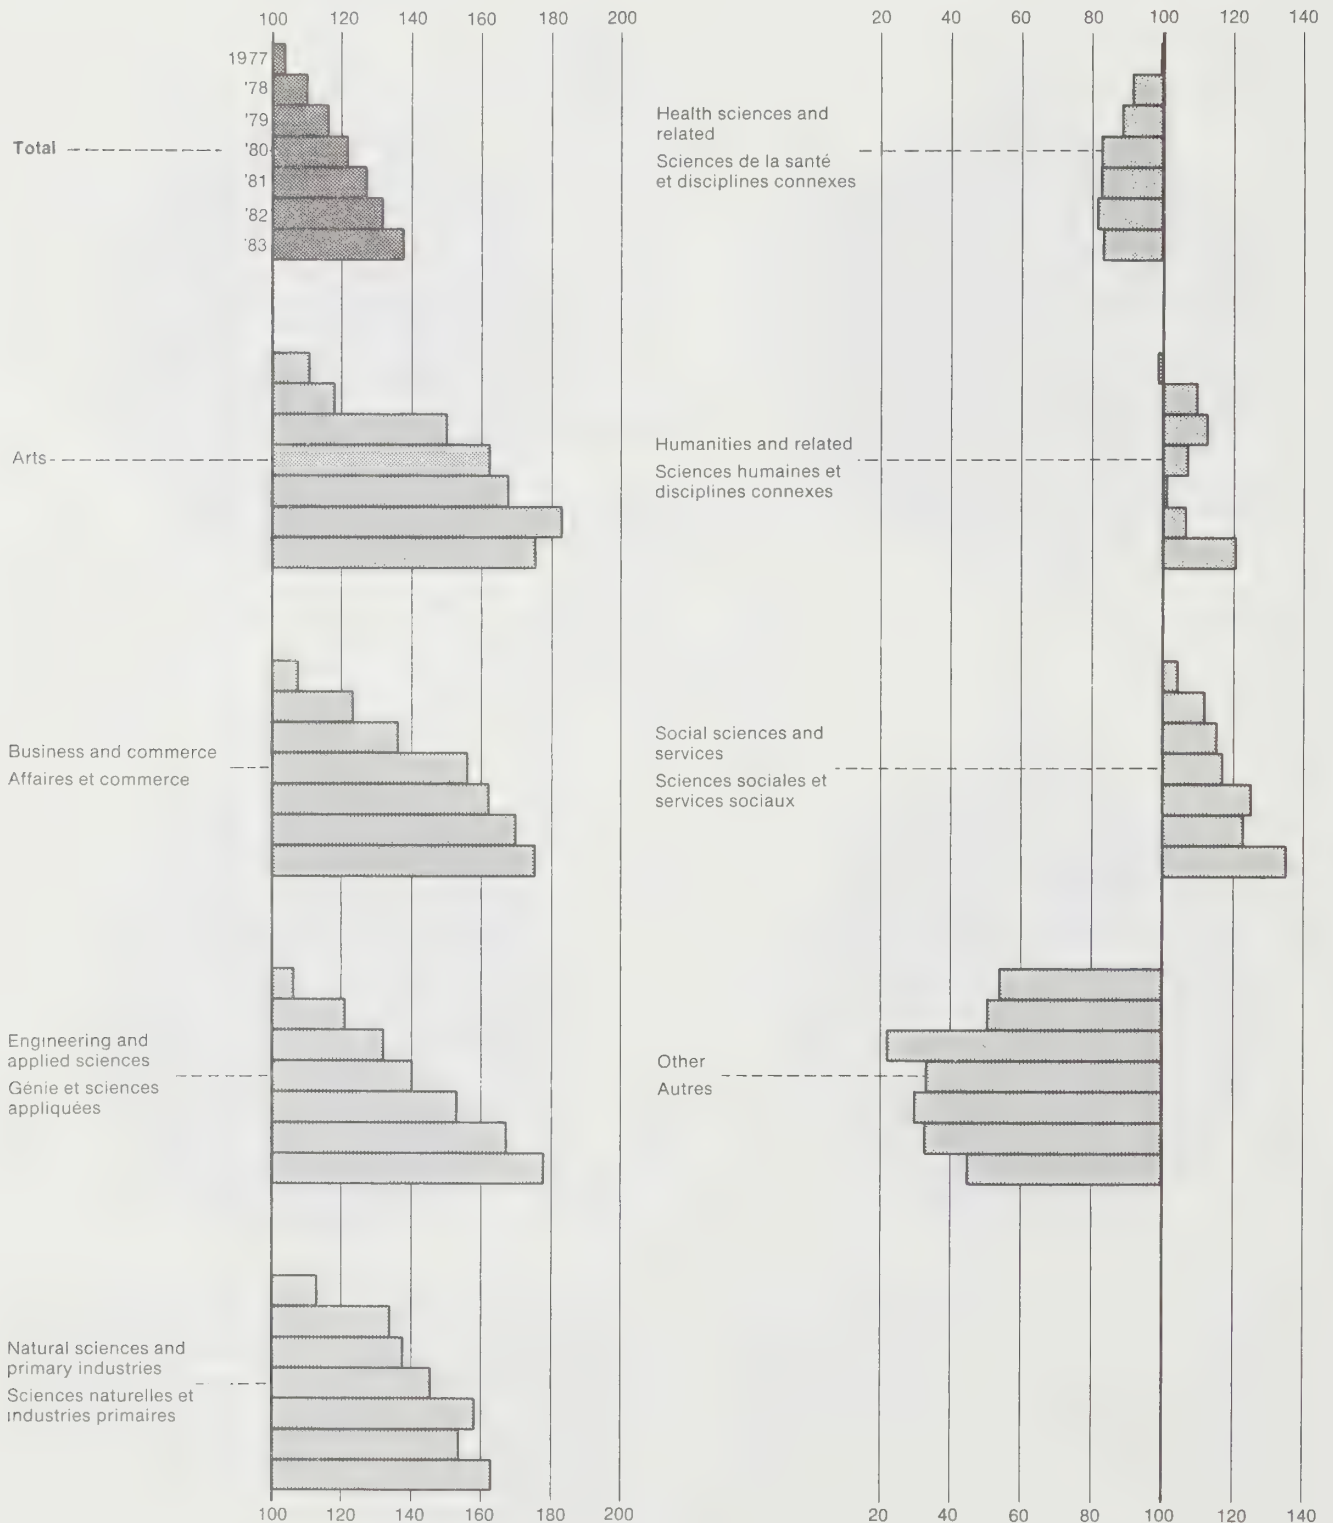 100 120 140 160 180 200
1977
'78
'79
Total
'80
'81
'82
'83
Arts
Business and commerce
Affaires et commerce
Engineering and
applied sciences
Génie et sciences
appliquées
Natural sciences and
primary industries
Sciences naturelles et
industries primaires
100 120 140 160 180 200
20 40 60 80 100 120 140
Health sciences and
related
Sciences de la santé
et disciplines connexes
Humanities and related
Sciences humaines et
disciplines connexes
Social sciences and
services
Sciences sociales et
services sociaux
Other
Autres
20 40 60 80 100 120 140